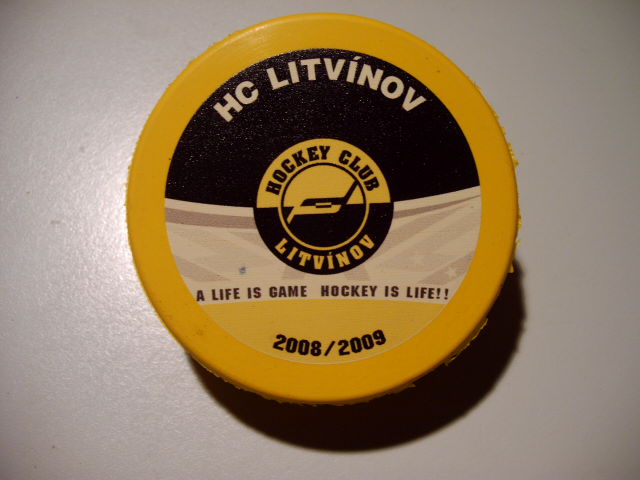 HC LITVÍNOV
HOCKEY CLUB
LITVÍNOV
A LIFE IS GAME HOCKEY IS LIFE!!
2008/2009